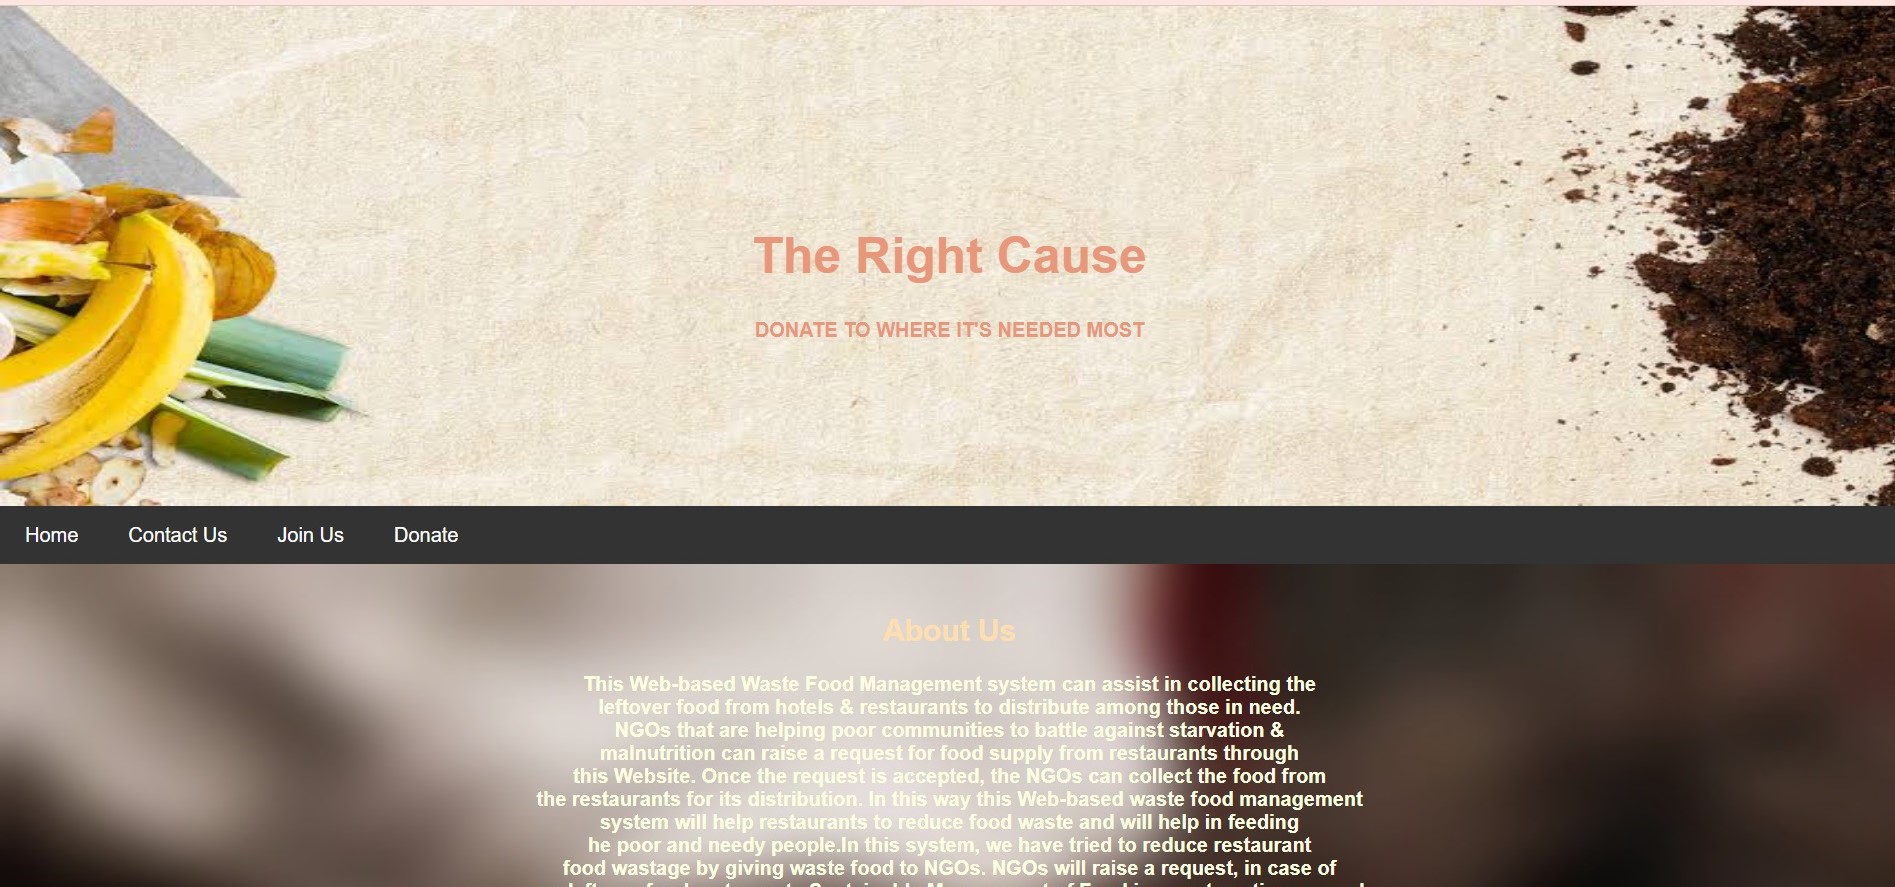 The Right Cause
DONATE TO WHERE IT'S NEEDED MOST
Home Contact Us Join Us Donate
About Us
This Web-based Waste Food Management system can assist in collecting the
leftover food from hotels & restaurants to distribute among those in need.
NGOs that are helping poor communities to battle against starvation &
malnutrition can raise a request for food supply from restaurants through
this Website. Once the request is accepted, the NGOs can collect the food from
the restaurants for its distribution. In this way this Web-based waste food management
system will help restaurants to reduce food waste and will help in feeding
he poor and needy people.In this system, we have tried to reduce restaurant
food wastage by giving waste food to NGOs. NGOs will raise a request, in case of